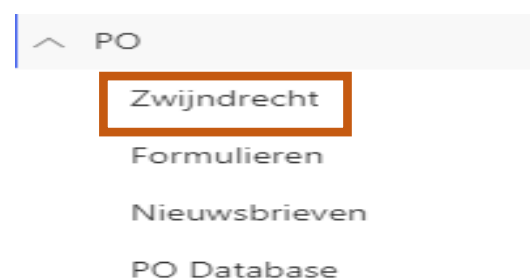 PO
Zwijndrecht
Formulieren
Nieuwsbrieven
PO Database